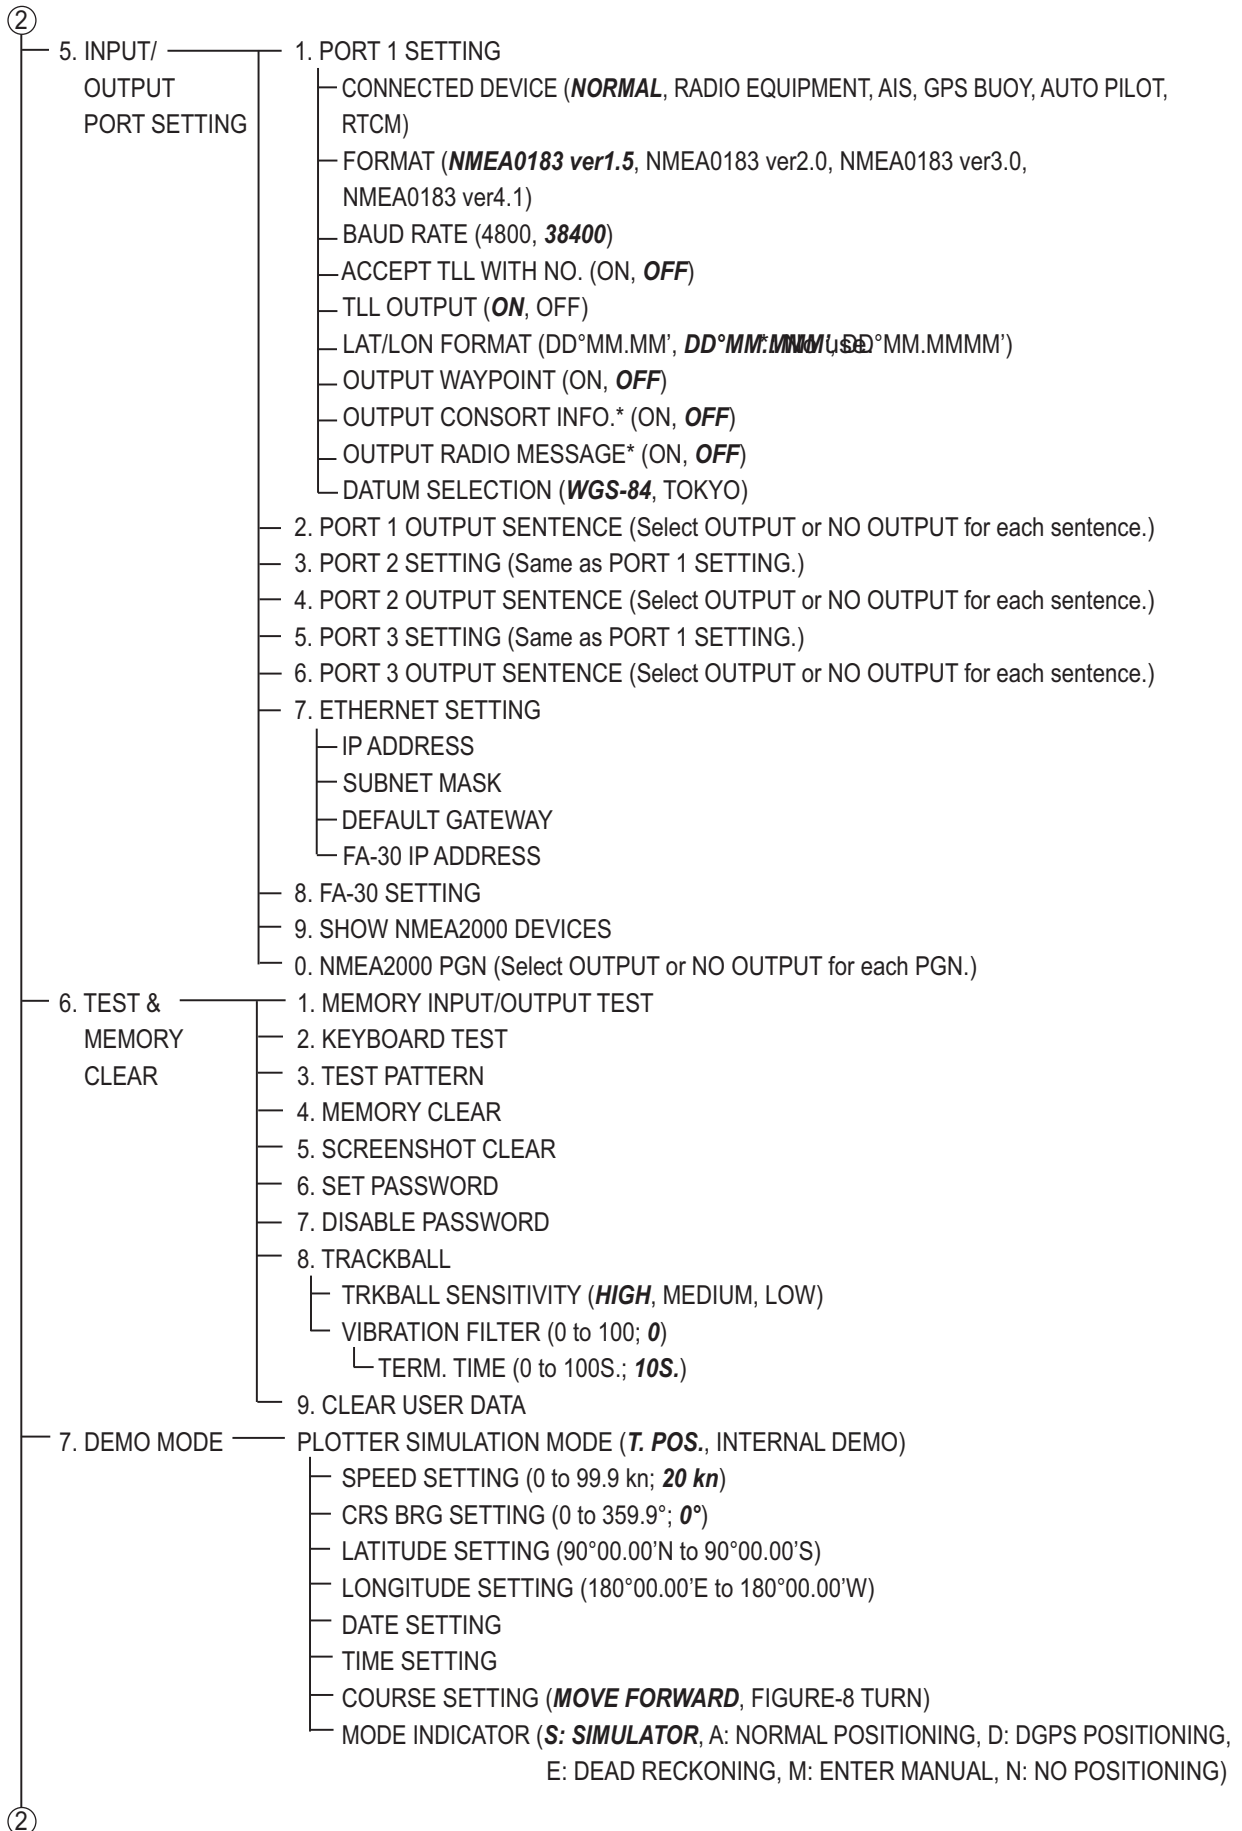 2
5. INPUT/
OUTPUT
PORT SETTING
1. PORT 1 SETTING
CONNECTED DEVICE (NORMAL, RADIO EQUIPMENT, AIS, GPS BUOY, AUTO PILOT,
RTCM)
FORMAT (NMEA0183 ver1.5, NMEA0183 ver2.0, NMEA0183 ver3.0,
NMEA0183 ver4.1)
BAUD RATE (4800, 38400)
ACCEPT TLL WITH NO. (ON, OFF)
TLL OUTPUT (ON, OFF)
LAT/LON FORMAT (DD°MM.MM’, DD°MM.MMM’, DD°MM.MMMM’)
*: No use.
OUTPUT WAYPOINT (ON, OFF)
OUTPUT CONSORT INFO.* (ON, OFF)
OUTPUT RADIO MESSAGE* (ON, OFF)
DATUM SELECTION (WGS-84, TOKYO)
2. PORT 1 OUTPUT SENTENCE (Select OUTPUT or NO OUTPUT for each sentence.)
3. PORT 2 SETTING (Same as PORT 1 SETTING.)
4. PORT 2 OUTPUT SENTENCE (Select OUTPUT or NO OUTPUT for each sentence.)
5. PORT 3 SETTING (Same as PORT 1 SETTING.)
6. PORT 3 OUTPUT SENTENCE (Select OUTPUT or NO OUTPUT for each sentence.)
7. ETHERNET SETTING
IP ADDRESS
SUBNET MASK
DEFAULT GATEWAY
FA-30 IP ADDRESS
8. FA-30 SETTING
9. SHOW NMEA2000 DEVICES
0. NMEA2000 PGN (Select OUTPUT or NO OUTPUT for each PGN.)
6. TEST &
MEMORY
CLEAR
1. MEMORY INPUT/OUTPUT TEST
2. KEYBOARD TEST
3. TEST PATTERN
4. MEMORY CLEAR
5. SCREENSHOT CLEAR
6. SET PASSWORD
7. DISABLE PASSWORD
8. TRACKBALL
TRKBALL SENSITIVITY (HIGH, MEDIUM, LOW)
VIBRATION FILTER (0 to 100; 0)
TERM. TIME (0 to 100S.; 10S.)
9. CLEAR USER DATA
7. DEMO MODE
PLOTTER SIMULATION MODE (T. POS., INTERNAL DEMO)
SPEED SETTING (0 to 99.9 kn; 20 kn)
CRS BRG SETTING (0 to 359.9°; 0°)
LATITUDE SETTING (90°00.00’N to 90°00.00’S)
LONGITUDE SETTING (180°00.00’E to 180°00.00’W)
DATE SETTING
TIME SETTING
COURSE SETTING (MOVE FORWARD, FIGURE-8 TURN)
MODE INDICATOR (S: SIMULATOR, A: NORMAL POSITIONING, D: DGPS POSITIONING,
E: DEAD RECKONING, M: ENTER MANUAL, N: NO POSITIONING)
2